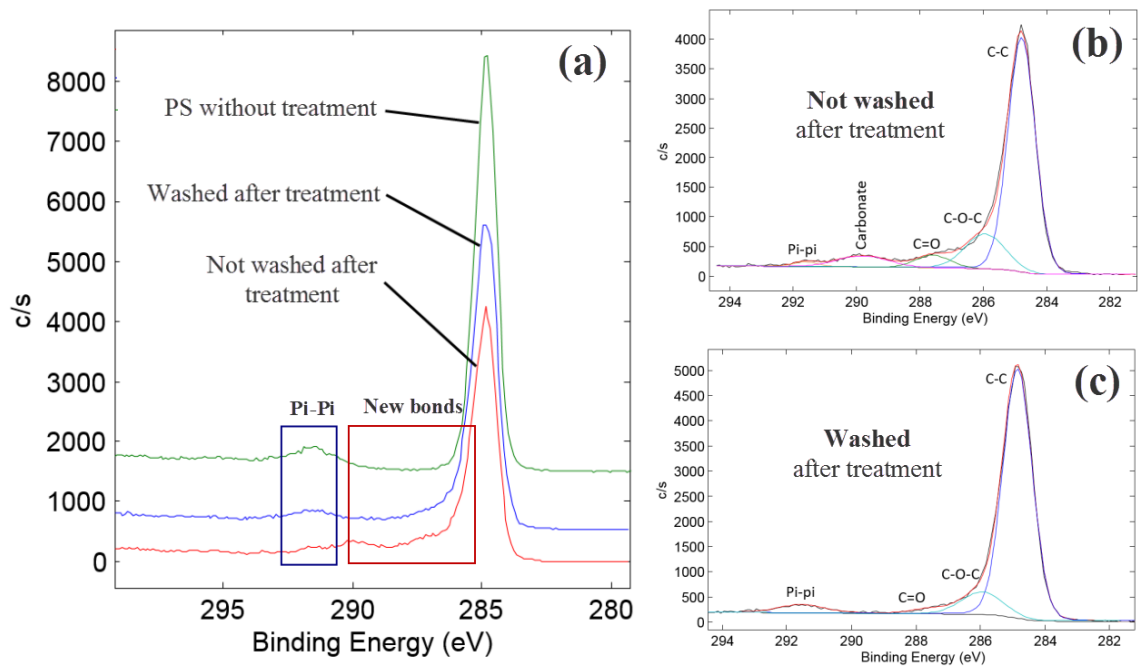 (a)
8000
7000
6000
5000
4000
3000
2000
1000
0
c/s
PS without treatment
Washed after treatment
Not washed after
treatment
Pi-Pi
New bonds
295
290
285
280
Binding Energy (eV)
(b)
4000
3500
3000
2500
2000
1500
1000
500
0
c/s
C-C
Not washed
after treatment
Carbonate
C-O-C
C=O
Pi-pi
294
292
290
288
286
284
282
Binding Energy (eV)
(c)
5000
4500
4000
3500
3000
2500
2000
1500
1000
500
0
c/s
C-C
Washed
after treatment
C-O-C
C=O
Pi-pi
294
292
290
288
286
284
282
Binding Energy (eV)